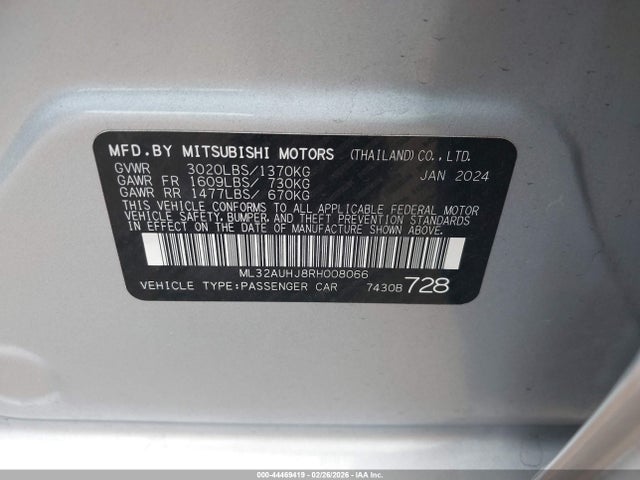 MFD.BY MITSUBISHI MOTORS (THAILAND) CO., LTD.
GVWR 3020LBS/1370KG JAN 2024
GAWR FR 1609LBS/ 730KG
GAWR RR 1477LBS/ 670KG
THIS VEHICLE CONFORMS TO ALL APPLICABLE FEDERAL MOTOR
VEHICLE SAFETY, BUMPER, AND THEFT PREVENTION STANDARDS
IN EFFECT ON THE DATE OF MANUFACTURE SHOWN ABOVE.
ML32AUHJ8RH008066
VEHICLE TYPE:PASSENGER CAR 7430B 728
000-44469419 - 02/26/2026 - COPYRIGHT IAA